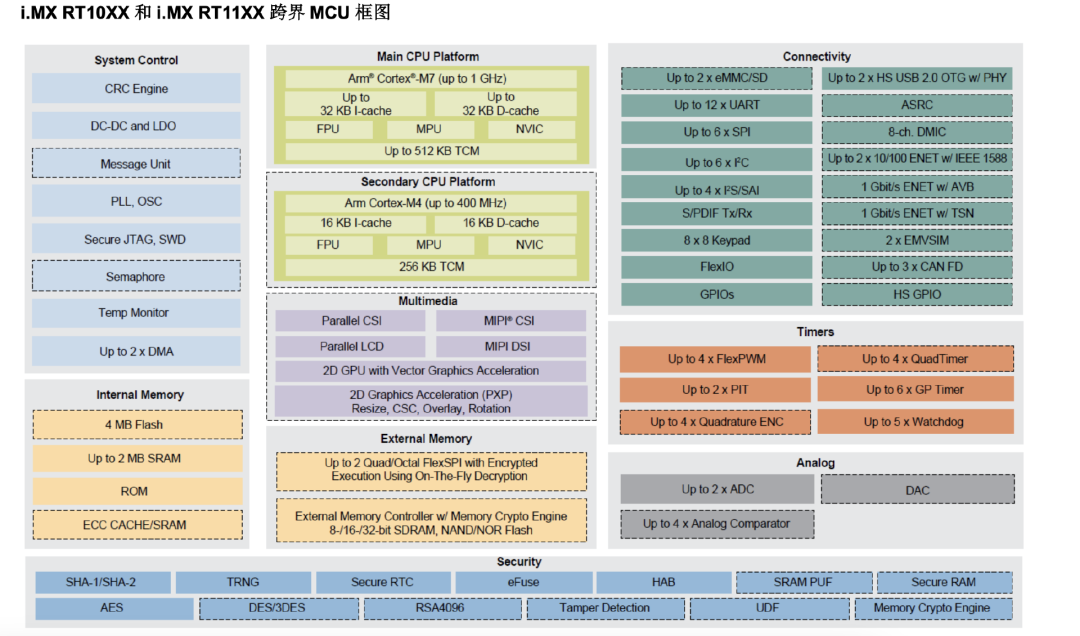 i.MX RT10XX 和 i.MX RT11XX 跨界 MCU 框图
System Control
CRC Engine
DC-DC and LDO
Message Unit
PLL, OSC
Secure JTAG, SWD
Semaphore
Temp Monitor
Up to 2 x DMA
Internal Memory
4 MB Flash
Up to 2 MB SRAM
ROM
ECC CACHE/SRAM
Main CPU Platform
Arm® Cortex®-M7 (up to 1 GHz)
Up to
32 KB I-cache
Up to
32 KB D-cache
FPU
MPU
NVIC
Up to 512 KB TCM
Secondary CPU Platform
Arm Cortex-M4 (up to 400 MHz)
16 KB I-cache
16 KB D-cache
FPU
MPU
NVIC
256 KB TCM
Multimedia
Parallel CSI
MIPI® CSI
Parallel LCD
MIPI DSI
2D GPU with Vector Graphics Acceleration
2D Graphics Acceleration (PXP)
Resize, CSC, Overlay, Rotation
External Memory
Up to 2 Quad/Octal FlexSPI with Encrypted
Execution Using On-The-Fly Decryption
External Memory Controller w/ Memory Crypto Engine
8-/16-/32-bit SDRAM, NAND/NOR Flash
Connectivity
Up to 2 x eMMC/SD
Up to 2 x HS USB 2.0 OTG w/ PHY
Up to 12 x UART
ASRC
Up to 6 x SPI
8-ch. DMIC
Up to 6 x I²C
Up to 2 x 10/100 ENET w/ IEEE 1588
Up to 4 x I²S/SAI
1 Gbit/s ENET w/ AVB
S/PDIF Tx/Rx
1 Gbit/s ENET w/ TSN
8 x 8 Keypad
2 x EMVSIM
FlexIO
Up to 3 x CAN FD
GPIOs
HS GPIO
Timers
Up to 4 x FlexPWM
Up to 4 x QuadTimer
Up to 2 x PIT
Up to 6 x GP Timer
Up to 4 x Quadrature ENC
Up to 5 x Watchdog
Analog
Up to 2 x ADC
DAC
Up to 4 x Analog Comparator
Security
SHA-1/SHA-2
TRNG
Secure RTC
eFuse
HAB
SRAM PUF
Secure RAM
AES
DES/3DES
RSA4096
Tamper Detection
UDF
Memory Crypto Engine